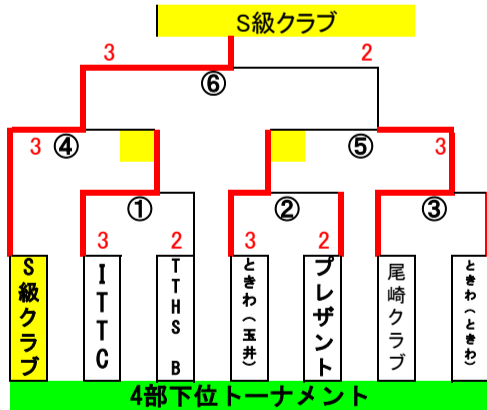 S級クラブ
3
2
⑥
3
④
⑤
3
①
②
③
3
2
3
2
S級クラブ
ITTC
TTHS B
ときわ(玉井)
プレザント
尾崎クラブ
ときわ(ときわ)
4部下位トーナメント